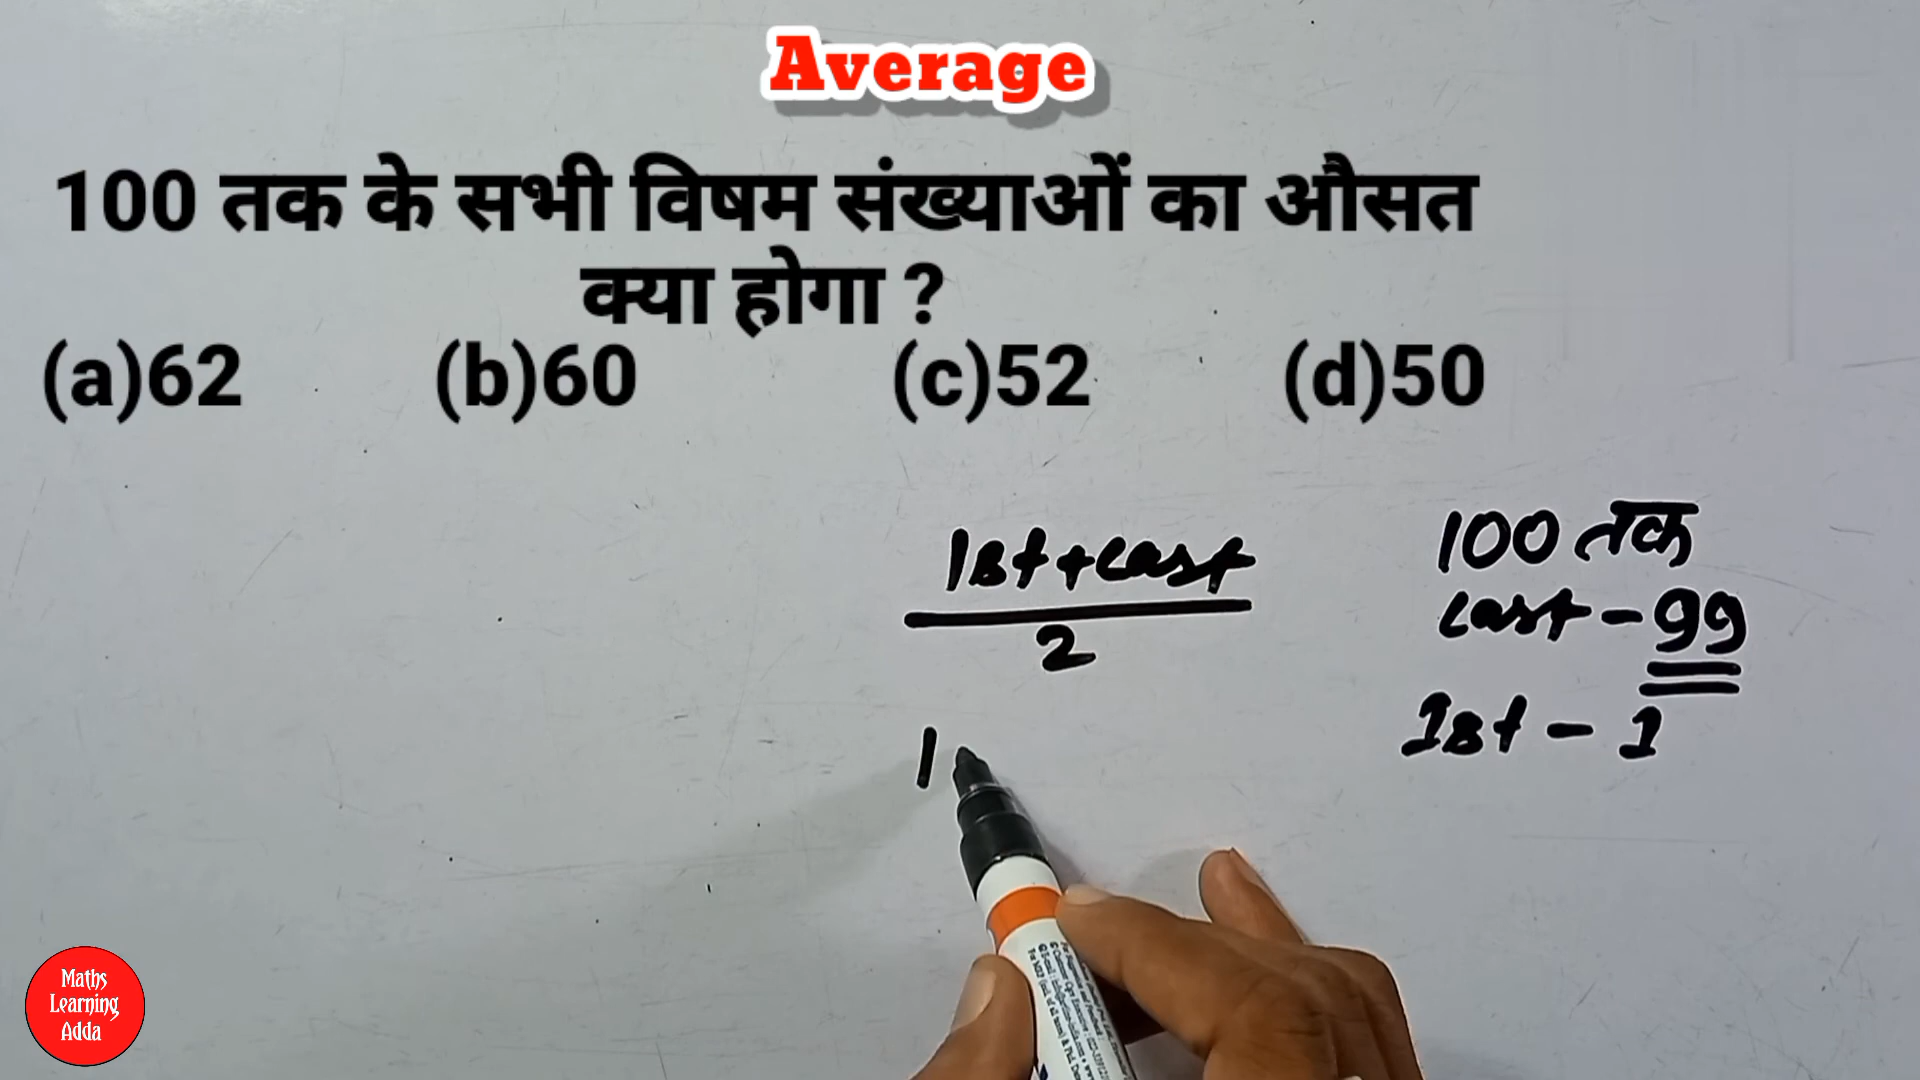 Average
100 तक के सभी विषम संख्याओं का औसत
क्या होगा ?
(a)62 (b)60 (c)52 (d)50
1st + Last
2
100 तक
Last - 99
1st - 1
1
Maths
Learning
Adda